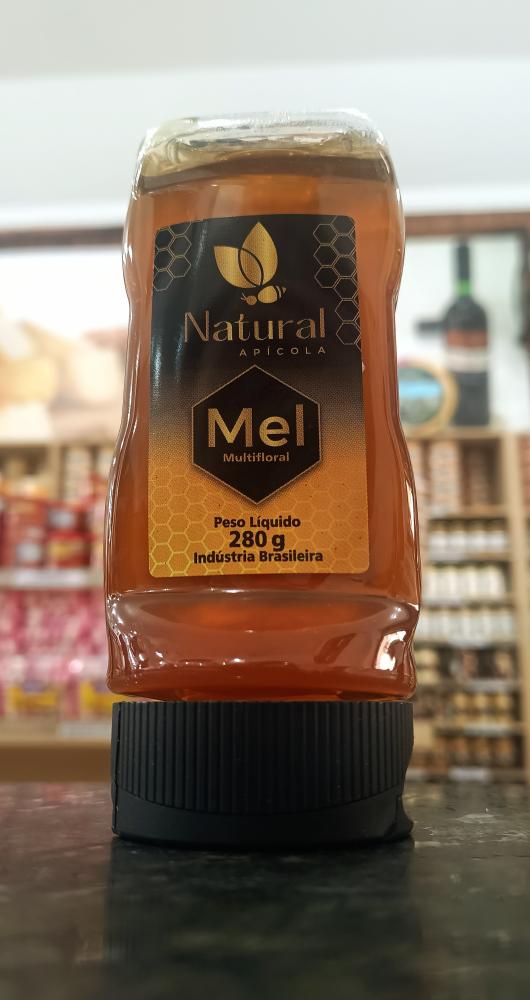 Natural
APÍCOLA
Mel
Multifloral
Peso Líquido
280 g
Indústria Brasileira